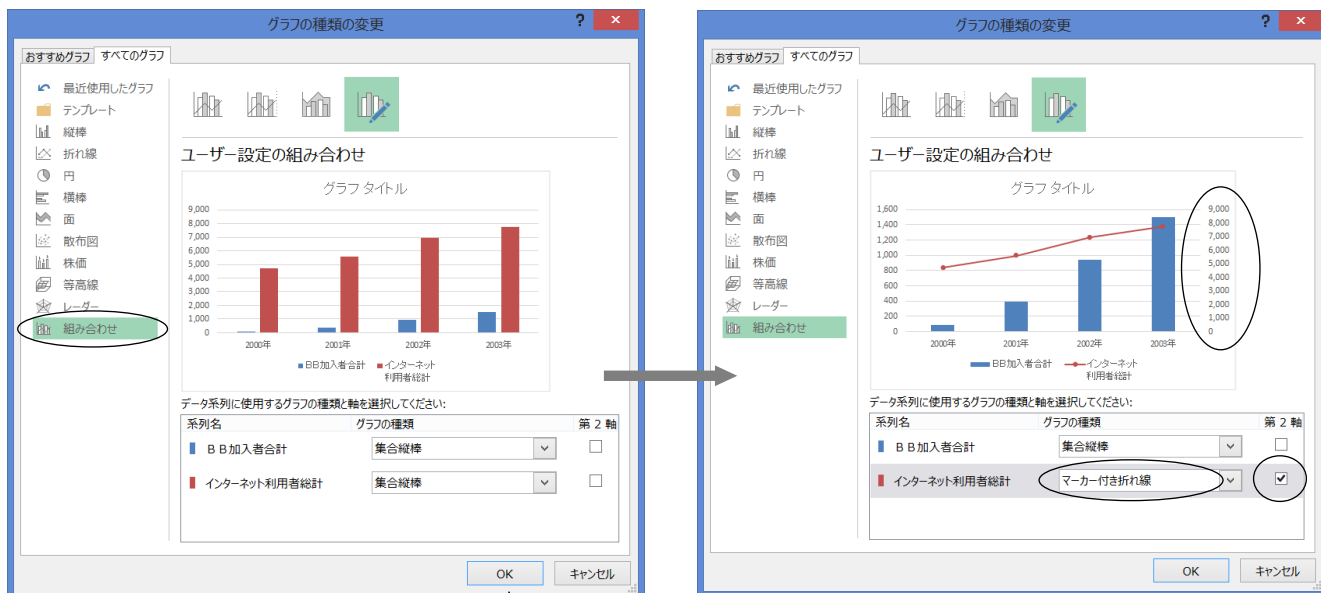 グラフの種類の変更 ? ×
おすすめグラフ すべてのグラフ
最近使用したグラフ
テンプレート
縦棒
折れ線
円
横棒
面
散布図
株価
等高線
レーダー
組み合わせ
ユーザー設定の組み合わせ
グラフ タイトル
9,000
8,000
7,000
6,000
5,000
4,000
3,000
2,000
1,000
0
2000年 2001年 2002年 2003年
BB加入者合計 インターネット
利用者総計
データ系列に使用するグラフの種類と軸を選択してください:
系列名 グラフの種類 第 2 軸
ＢＢ加入者合計 集合縦棒
インターネット利用者総計 集合縦棒
OK キャンセル
グラフの種類の変更 ? ×
おすすめグラフ すべてのグラフ
最近使用したグラフ
テンプレート
縦棒
折れ線
円
横棒
面
散布図
株価
等高線
レーダー
組み合わせ
ユーザー設定の組み合わせ
グラフ タイトル
1,600
1,400
1,200
1,000
800
600
400
200
0
9,000
8,000
7,000
6,000
5,000
4,000
3,000
2,000
1,000
0
2000年 2001年 2002年 2003年
BB加入者合計 インターネット
利用者総計
データ系列に使用するグラフの種類と軸を選択してください:
系列名 グラフの種類 第 2 軸
ＢＢ加入者合計 集合縦棒
インターネット利用者総計 マーカー付き折れ線
OK キャンセル